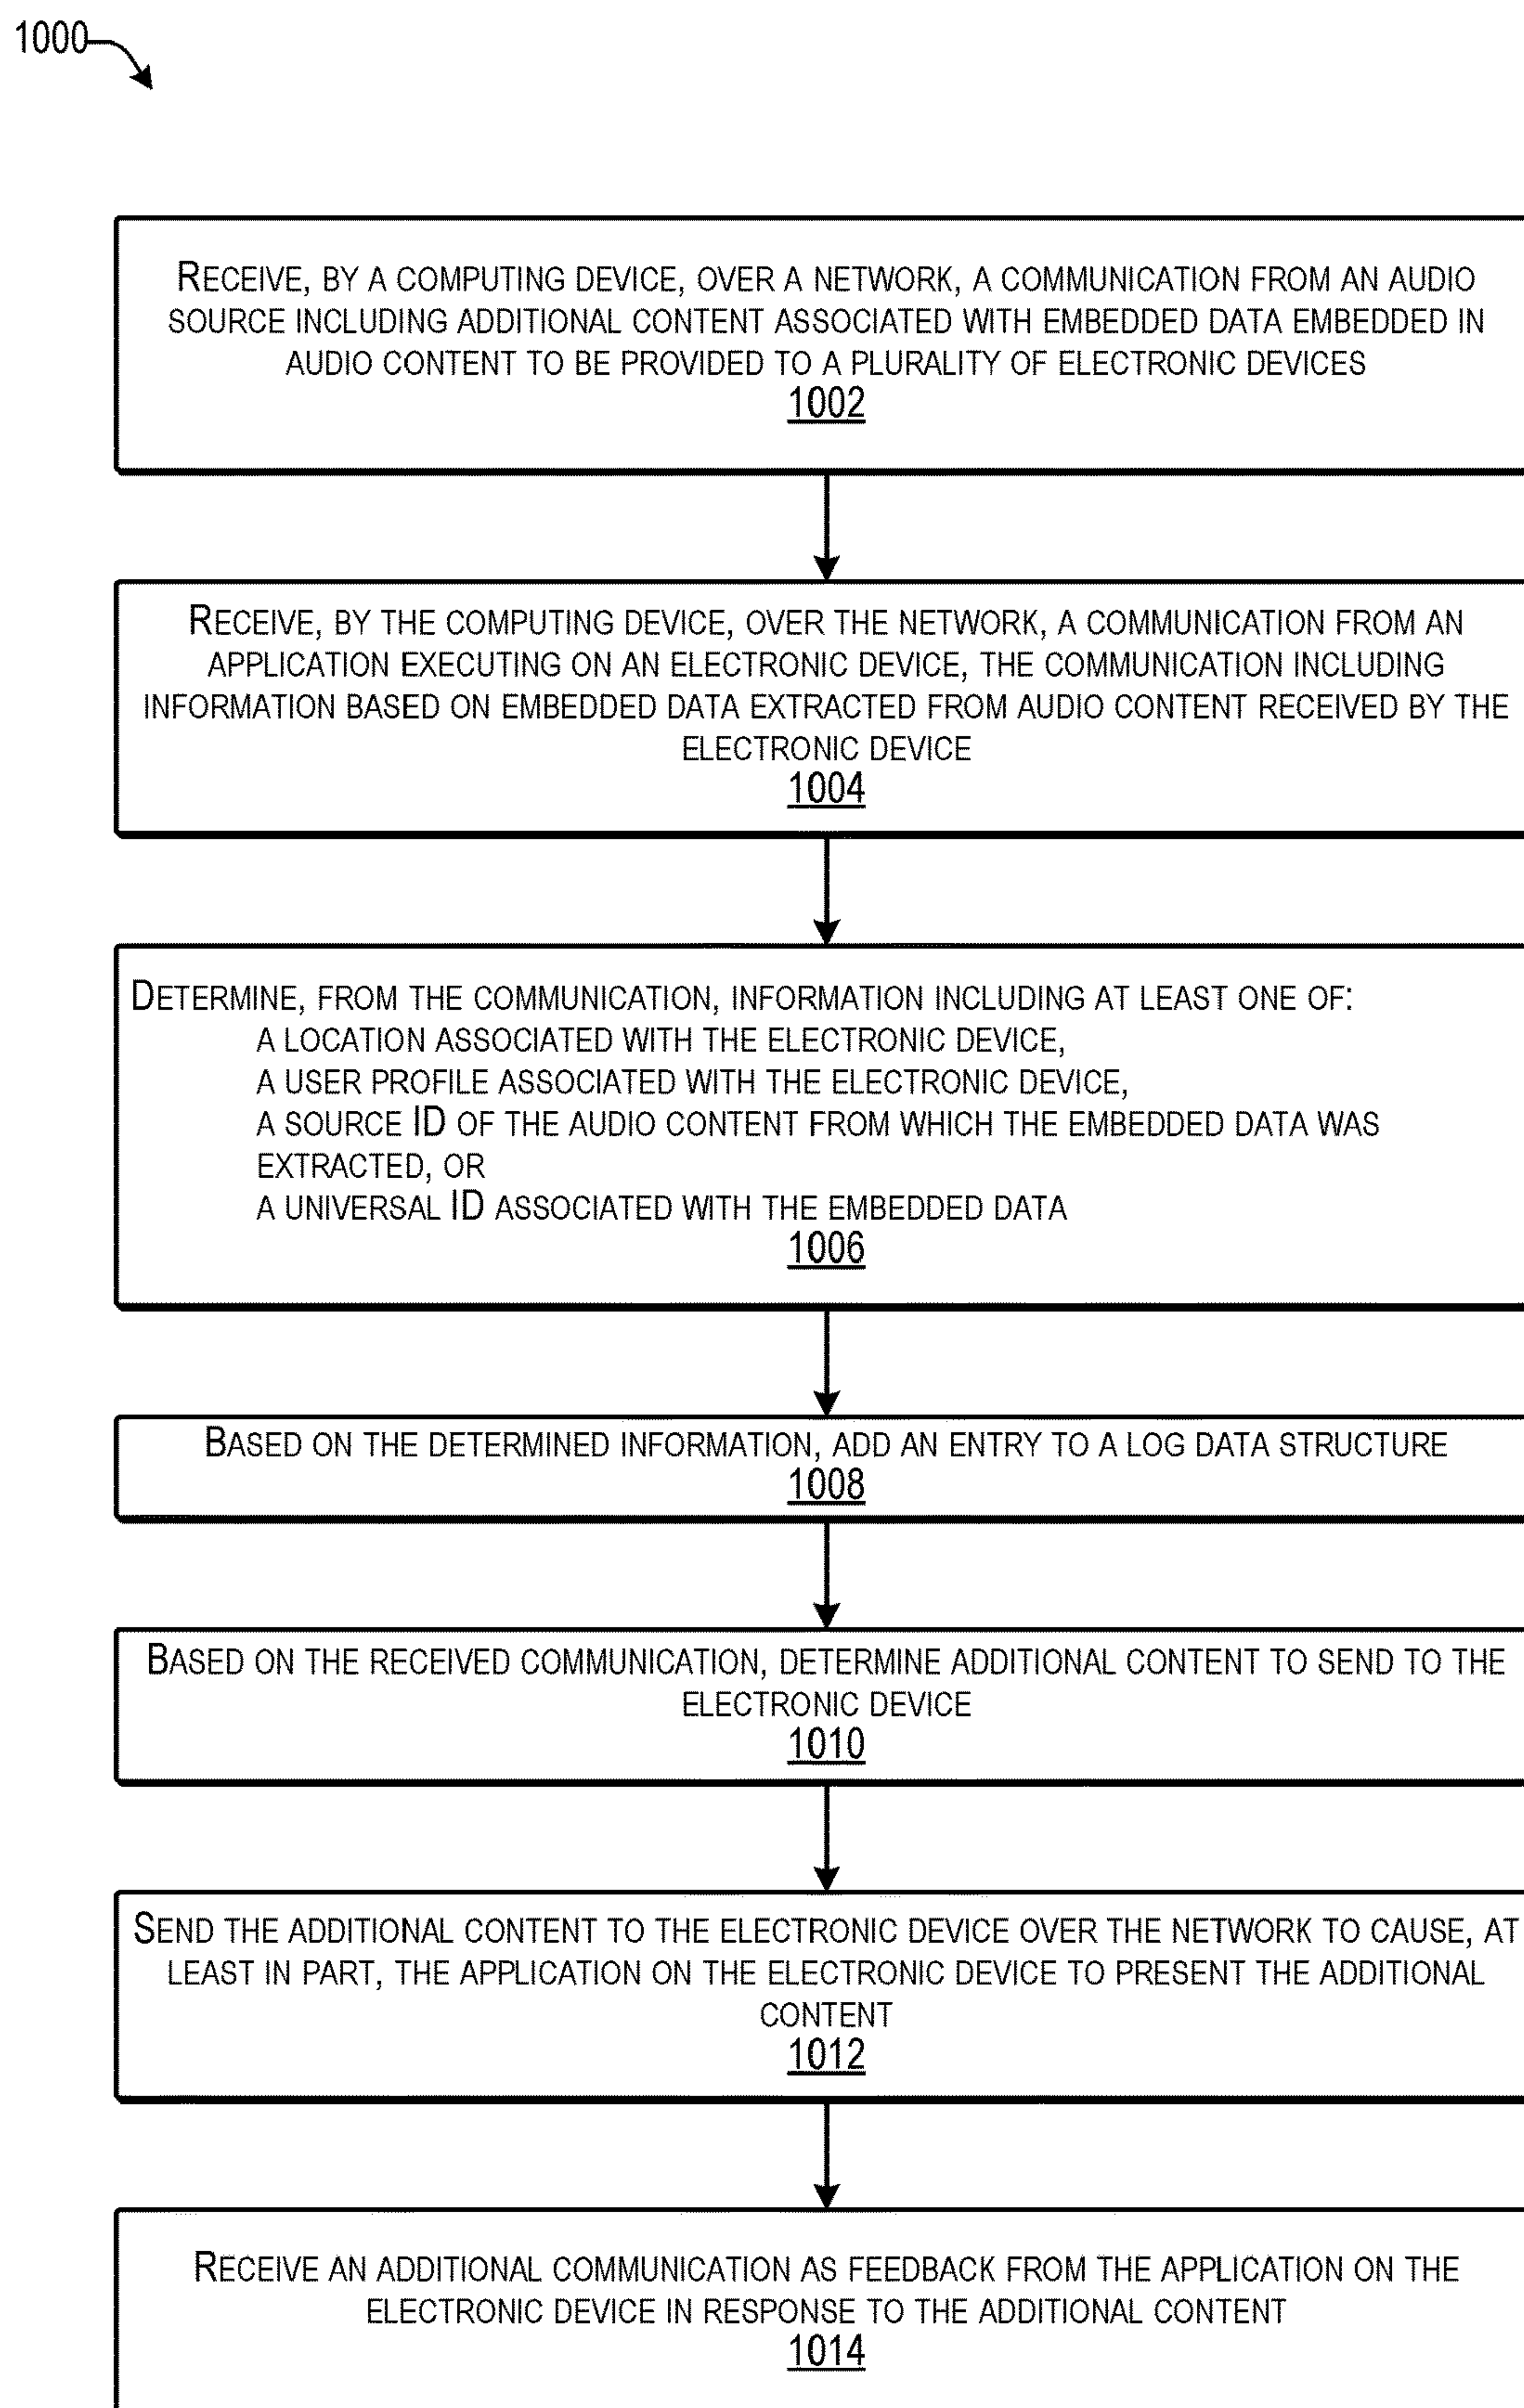 1000
RECEIVE, BY A COMPUTING DEVICE, OVER A NETWORK, A COMMUNICATION FROM AN AUDIO
SOURCE INCLUDING ADDITIONAL CONTENT ASSOCIATED WITH EMBEDDED DATA EMBEDDED IN
AUDIO CONTENT TO BE PROVIDED TO A PLURALITY OF ELECTRONIC DEVICES
1002
RECEIVE, BY THE COMPUTING DEVICE, OVER THE NETWORK, A COMMUNICATION FROM AN
APPLICATION EXECUTING ON AN ELECTRONIC DEVICE, THE COMMUNICATION INCLUDING
INFORMATION BASED ON EMBEDDED DATA EXTRACTED FROM AUDIO CONTENT RECEIVED BY THE
ELECTRONIC DEVICE
1004
DETERMINE, FROM THE COMMUNICATION, INFORMATION INCLUDING AT LEAST ONE OF:
A LOCATION ASSOCIATED WITH THE ELECTRONIC DEVICE,
A USER PROFILE ASSOCIATED WITH THE ELECTRONIC DEVICE,
A SOURCE ID OF THE AUDIO CONTENT FROM WHICH THE EMBEDDED DATA WAS
EXTRACTED, OR
A UNIVERSAL ID ASSOCIATED WITH THE EMBEDDED DATA
1006
BASED ON THE DETERMINED INFORMATION, ADD AN ENTRY TO A LOG DATA STRUCTURE
1008
BASED ON THE RECEIVED COMMUNICATION, DETERMINE ADDITIONAL CONTENT TO SEND TO THE
ELECTRONIC DEVICE
1010
SEND THE ADDITIONAL CONTENT TO THE ELECTRONIC DEVICE OVER THE NETWORK TO CAUSE, AT
LEAST IN PART, THE APPLICATION ON THE ELECTRONIC DEVICE TO PRESENT THE ADDITIONAL
CONTENT
1012
RECEIVE AN ADDITIONAL COMMUNICATION AS FEEDBACK FROM THE APPLICATION ON THE
ELECTRONIC DEVICE IN RESPONSE TO THE ADDITIONAL CONTENT
1014